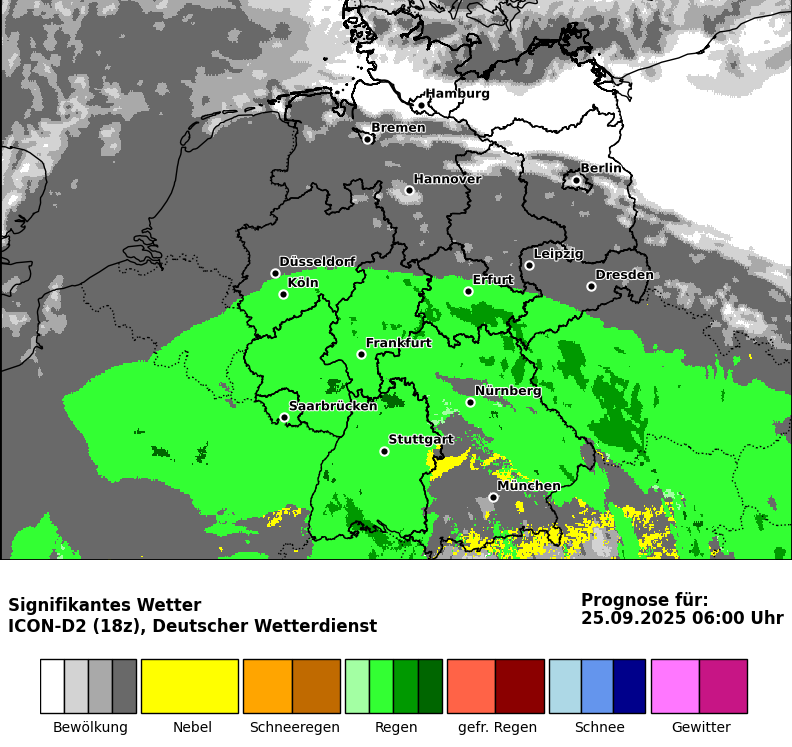 Hamburg
Bremen
Berlin
Hannover
Leipzig
Düsseldorf
Dresden
Köln
Erfurt
Frankfurt
Nürnberg
Saarbrücken
Stuttgart
München
Signifikantes Wetter
ICON-D2 (18z), Deutscher Wetterdienst
Prognose für:
25.09.2025 06:00 Uhr
Bewölkung Nebel Schneeregen Regen gefr. Regen Schnee Gewitter